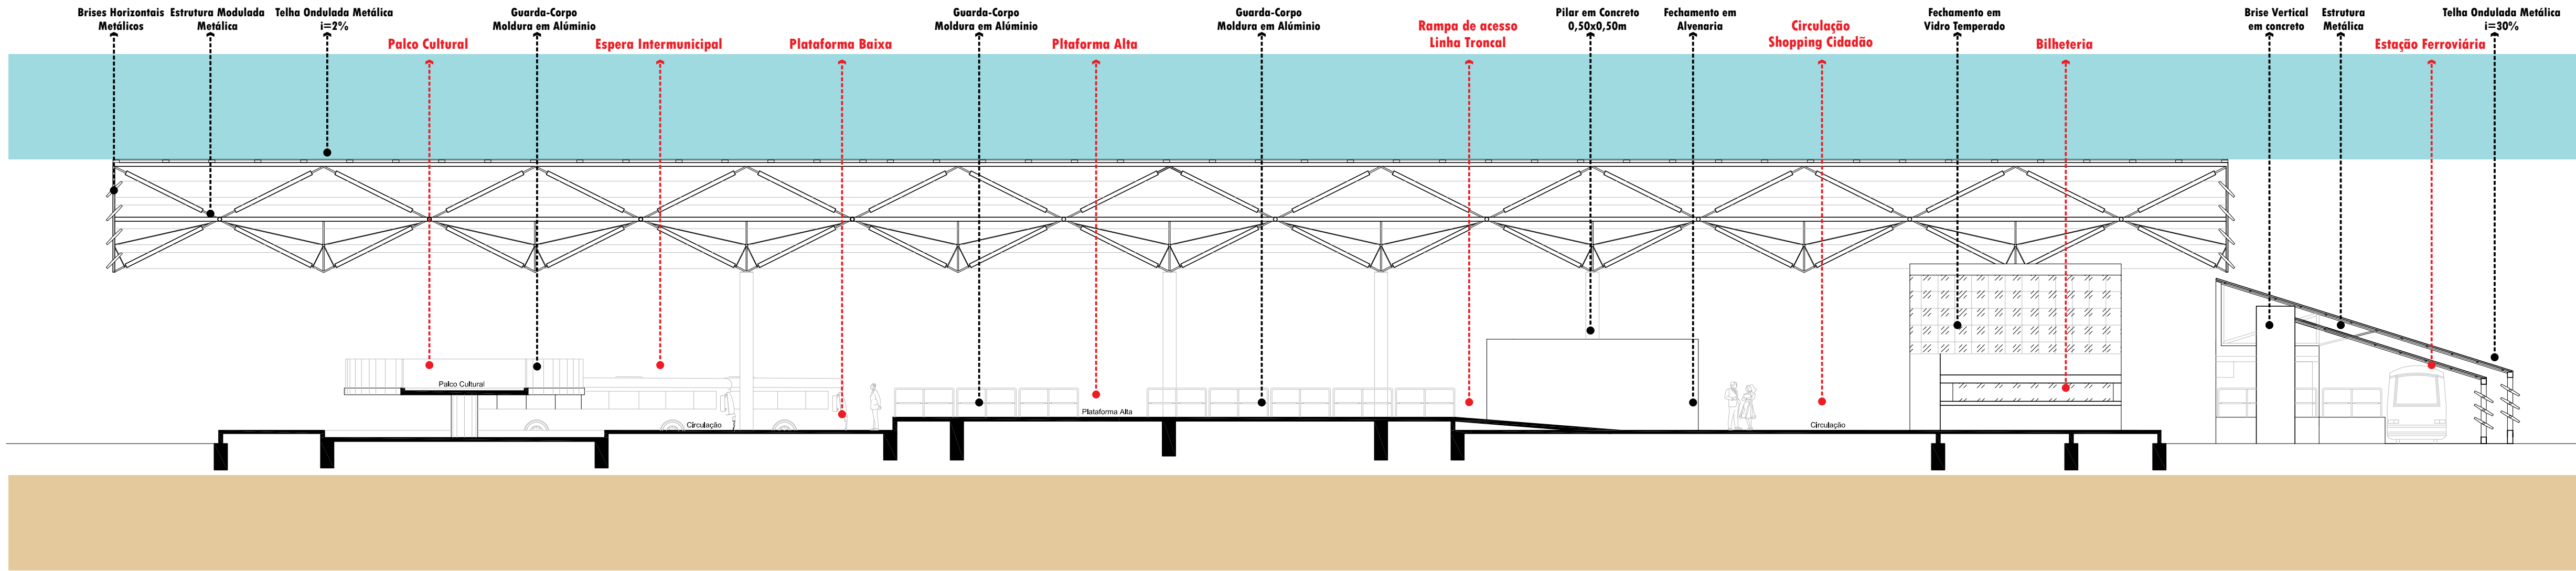 Brises Horizontais
Metálicos
Estrutura Modulada
Metálica
Telha Ondulada Metálica
i=2%
Palco Cultural
Guarda-Corpo
Moldura em Alúminio
Espera Intermunicipal
Plataforma Baixa
Guarda-Corpo
Moldura em Alúminio
Pltaforma Alta
Guarda-Corpo
Moldura em Alúminio
Rampa de acesso
Linha Troncal
Pilar em Concreto
0,50x0,50m
Fechamento em
Alvenaria
Circulação
Shopping Cidadão
Fechamento em
Vidro Temperado
Bilheteria
Brise Vertical
em concreto
Estrutura
Metálica
Estação Ferroviária
Telha Ondulada Metálica
i=30%
Palco Cultural
Circulação
Plataforma Alta
Circulação